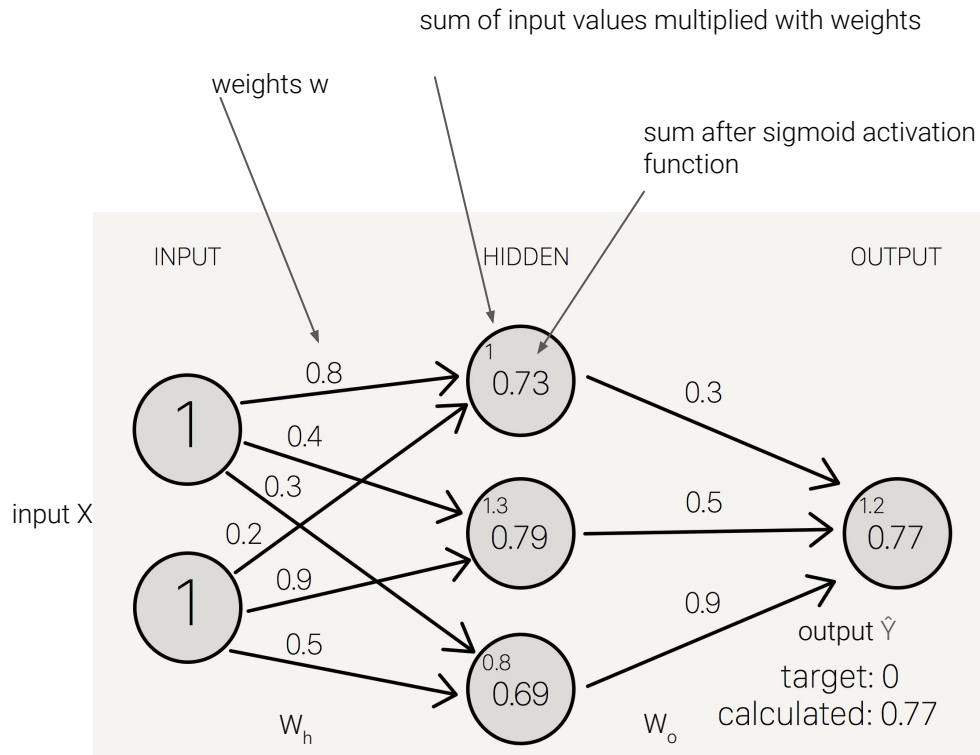 sum of input values multiplied with weights
weights w
sum after sigmoid activation
function
INPUT
HIDDEN
OUTPUT
0.8
1
0.73
0.3
1
0.4
0.3
input X
0.2
1.3
0.79
0.5
1.2
0.77
1
0.9
0.9
0.5
0.8
0.69
output Ŷ
target: 0
calculated: 0.77
Wh
Wo